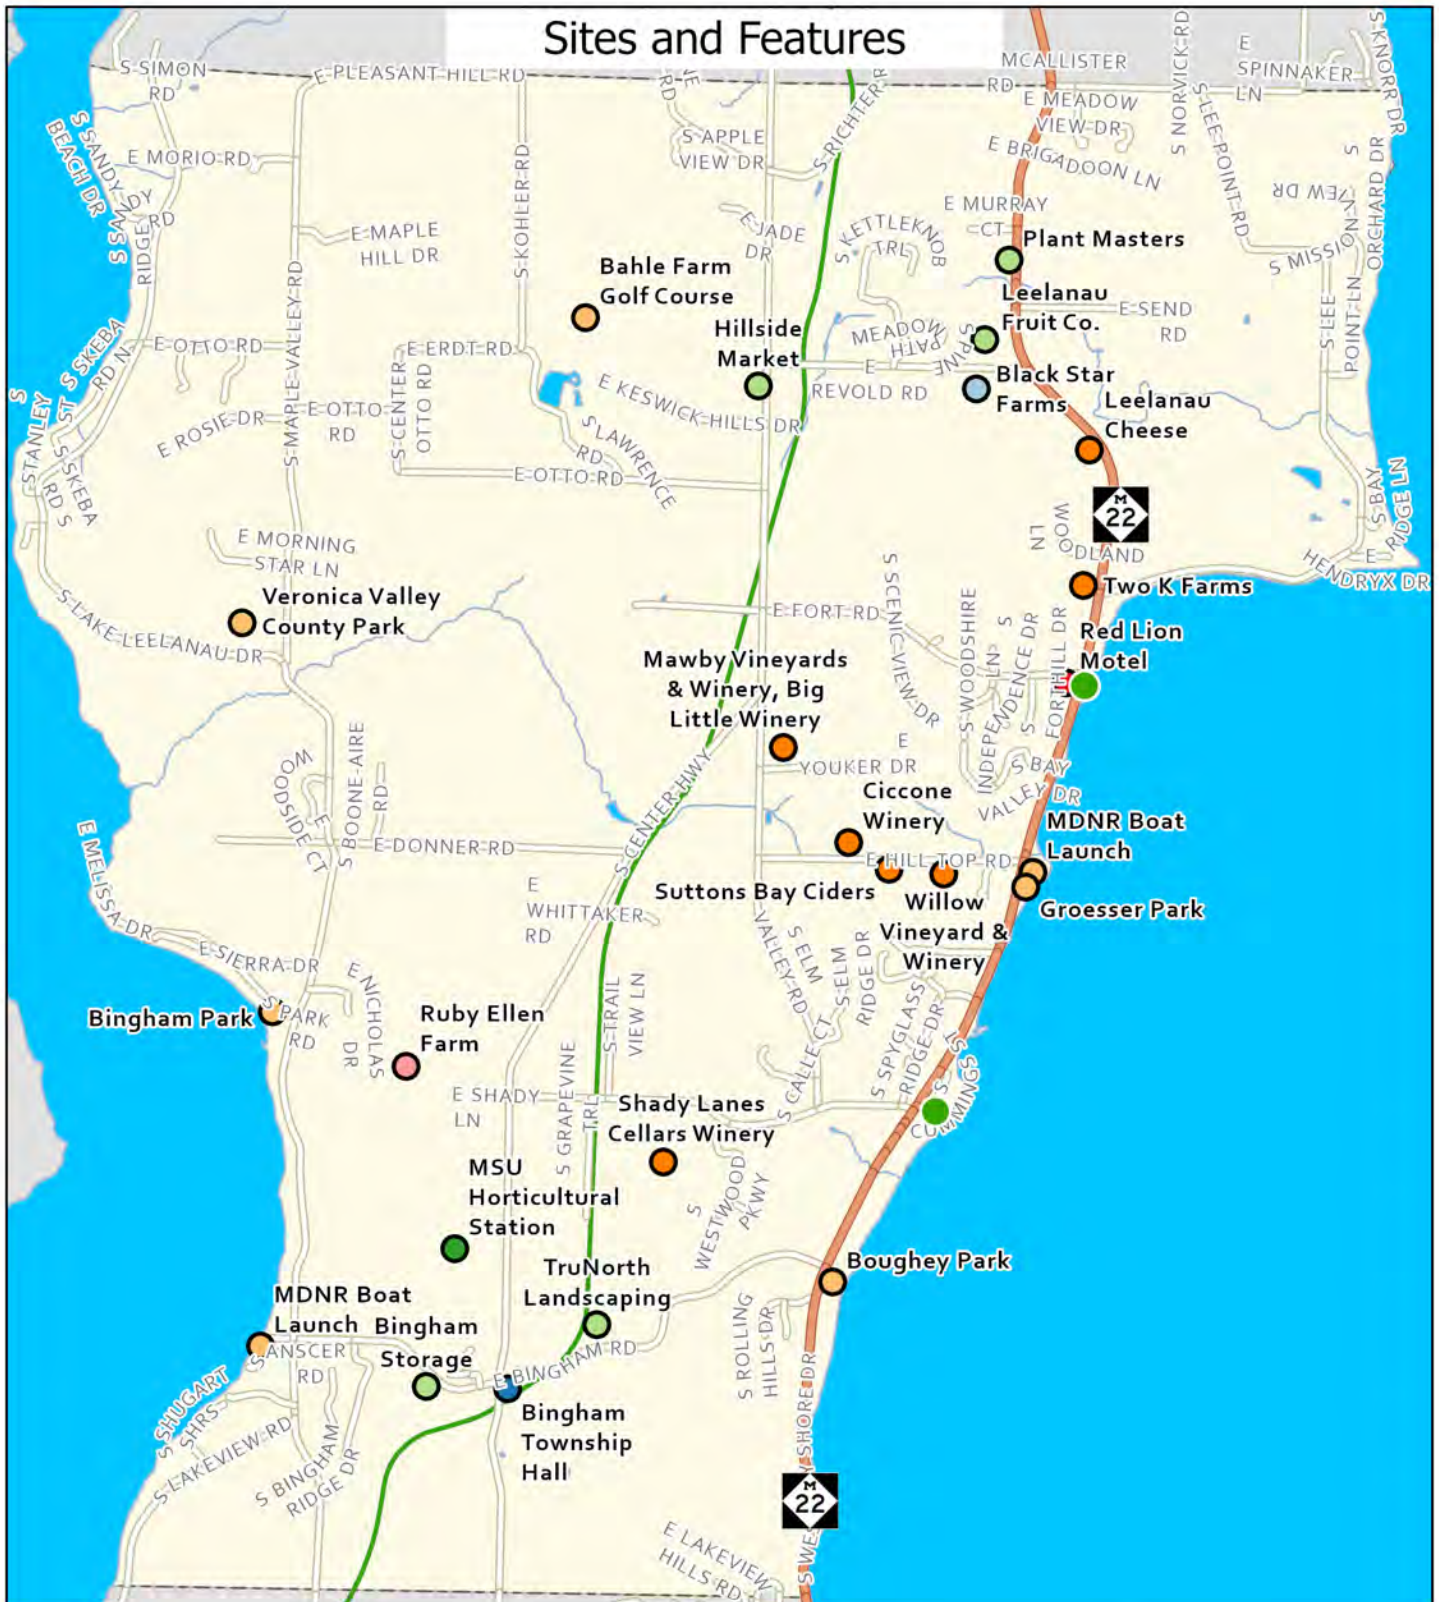 Sites and Features
S SIMON
RD
E PLEASANT HILL RD
RD
NE
S RICHTER R
MCALLISTER
RD
E MEADOW
VIEW DR
S NORWICK RD
E
SPINNAKER
LN
S KNORR DR
S SANDY
BEACH DR
E MORIO RD
S KOHLER RD
S APPLE
VIEW DR
E BRIGADOON LN
S LEE POINT RD
S
ORCHARD DR
VIEW DR
S SANDY
RIDGE RD
E MAPLE
HILL DR
E JADE
DR
S KETTLEKNOB
TRL
E MURRAY
CT
Plant Masters
S MISSION
POINT LN
S LEE
Bahle Farm
Golf Course
Leelanau
Fruit Co.
E SEND
RD
Hillside
Market
MEADOW
PATH
S PINE
E
REVOLD RD
Black Star
Farms
Leelanau
Cheese
S SKEBA
RD N
E OTTO RD
S MAPLE VALLEY RD
E ERDT RD
S CENTER
OTTO RD
E KESWICK HILLS DR
S
STANLEY
ST
E ROSIE DR
E OTTO
RD
S LAWRENCE
RD
E OTTO RD
S SKEBA
RD S
M
22
S BAY
RIDGE LN
E
HENDRYX DR
WOODLAND
LN
E MORNING
STAR LN
Veronica Valley
County Park
S LAKE LEELANAU DR
E FORT RD
S SCENIC VIEW DR
S WOODSHIRE
LN
S
INDEPENDENCE DR
S
FORTHILL DR
Two K Farms
Red Lion
Motel
Mawby Vineyards
& Winery, Big
Little Winery
E
YOUKER DR
S BAY
VALLEY DR
WOODSIDE CT
E
S BOONE-AIRE
RD
S CENTER HWY
Ciccone
Winery
MDNR Boat
Launch
E DONNER RD
E HILL TOP RD
E MELISSA DR
E
WHITTAKER
RD
Suttons Bay Ciders
Willow
Vineyard &
Winery
Groesser Park
E SIERRA DR
VALLEY RD
S ELM
S ELM
RIDGE DR
E NICHOLAS
DR
Bingham Park
S PARK
RD
Ruby Ellen
Farm
S TRAIL
VIEW LN
S CALLE CT
S SPYGLASS
RIDGE DR
S CUMMINGS
ST
E SHADY
LN
S GRAPEVINE
TRL
Shady Lanes
Cellars Winery
MSU
Horticultural
Station
S
WESTWOOD
PKWY
TruNorth
Landscaping
Boughey Park
MDNR Boat
Launch
Bingham
Storage
ANSCER
RD
E BINGHAM RD
S ROLLING
HILLS DR
S SHUGART
SHRS
S LAKEVIEW RD
S BINGHAM
RIDGE DR
Bingham
Township
Hall
M
22
E LAKEVIEW
HILLS RD